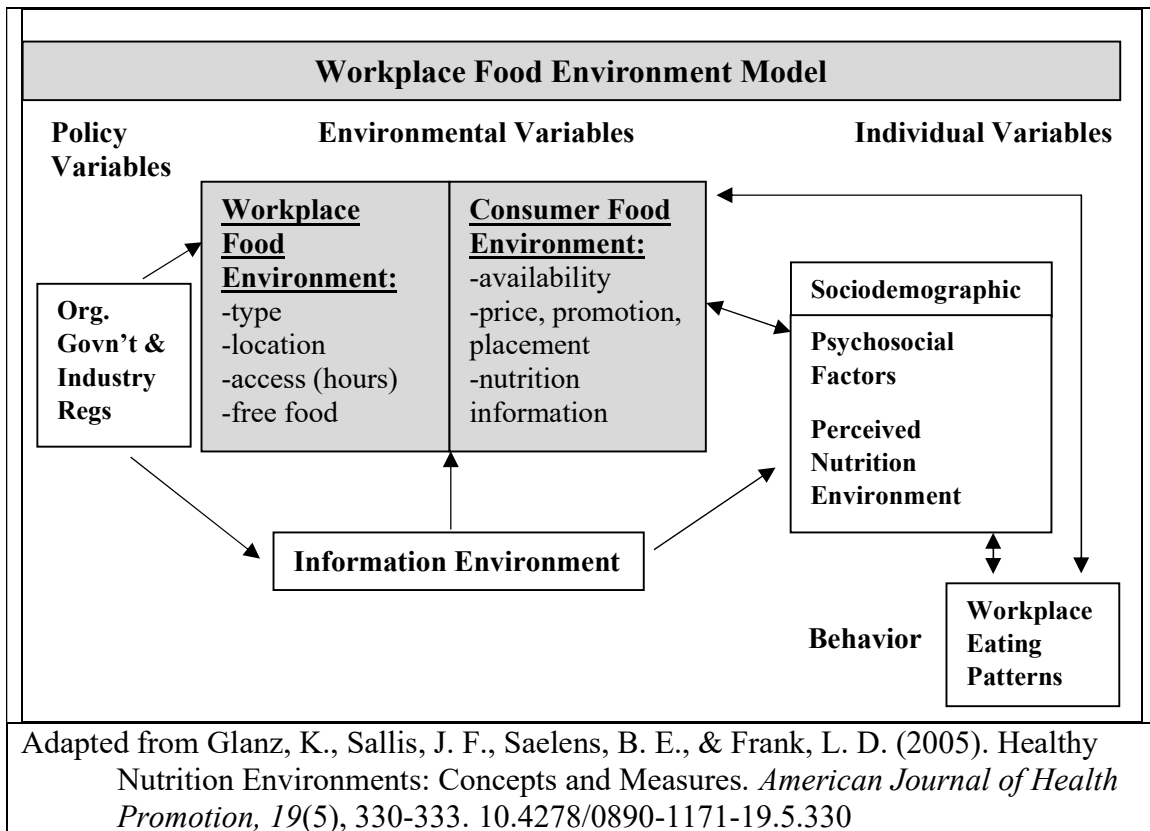 Workplace Food Environment Model
Policy
Variables
Environmental Variables
Individual Variables
Org.
Govn't &
Industry
Regs
Workplace
Food
Environment:
-type
-location
-access (hours)
-free food
Consumer Food
Environment:
-availability
-price, promotion,
placement
-nutrition
information
Sociodemographic
Psychosocial
Factors
Perceived
Nutrition
Environment
Information Environment
Behavior
Workplace
Eating
Patterns
Adapted from Glanz, K., Sallis, J. F., Saelens, B. E., & Frank, L. D. (2005). Healthy
Nutrition Environments: Concepts and Measures. American Journal of Health
Promotion, 19(5), 330-333. 10.4278/0890-1171-19.5.330